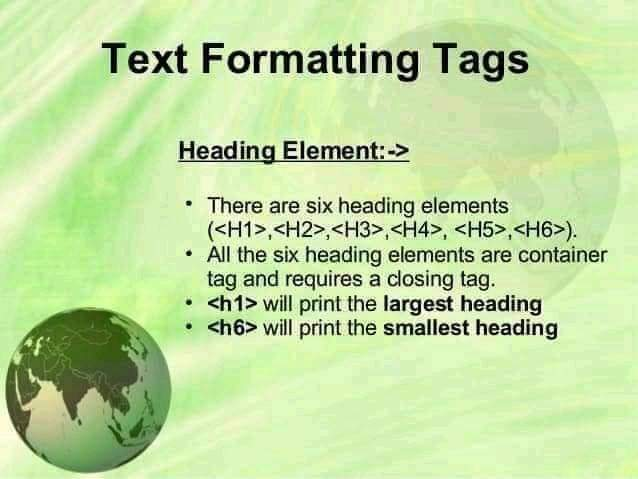 Text Formatting Tags
Heading Element:->
• There are six heading elements
(<H1>,<H2>,<H3>,<H4>, <H5>,<H6>).
• All the six heading elements are container
tag and requires a closing tag.
• <h1> will print the largest heading
• <h6> will print the smallest heading